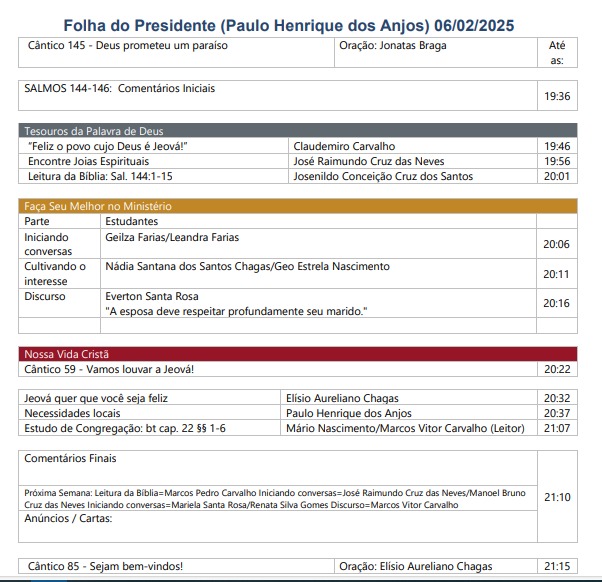 Folha do Presidente (Paulo Henrique dos Anjos) 06/02/2025
Cântico 145 - Deus prometeu um paraíso Oração: Jonatas Braga Até
as:
SALMOS 144-146: Comentários Iniciais
19:36
Tesouros da Palavra de Deus
"Feliz o povo cujo Deus é Jeová!" Claudemiro Carvalho 19:46
Encontre Joias Espirituais José Raimundo Cruz das Neves 19:56
Leitura da Bíblia: Sal. 144:1-15 Josenildo Conceição Cruz dos Santos 20:01
Faça Seu Melhor no Ministério
Parte Estudantes
Iniciando Geilza Farias/Leandra Farias
conversas 20:06
Cultivando o Nádia Santana dos Santos Chagas/Geo Estrela Nascimento
interesse 20:11
Discurso Everton Santa Rosa
"A esposa deve respeitar profundamente seu marido." 20:16
Nossa Vida Cristã
Cântico 59 - Vamos louvar a Jeová! 20:22
Jeová quer que você seja feliz Elísio Aureliano Chagas 20:32
Necessidades locais Paulo Henrique dos Anjos 20:37
Estudo de Congregação: bt cap. 22 §§ 1-6 Mário Nascimento/Marcos Vitor Carvalho (Leitor) 21:07
Comentários Finais
Próxima Semana: Leitura da Bíblia=Marcos Pedro Carvalho Iniciando conversas=José Raimundo Cruz das Neves/Manoel Bruno
Cruz das Neves Iniciando conversas=Mariela Santa Rosa/Renata Silva Gomes Discurso=Marcos Vitor Carvalho
21:10
Anúncios / Cartas:
Cântico 85 - Sejam bem-vindos! Oração: Elísio Aureliano Chagas 21:15